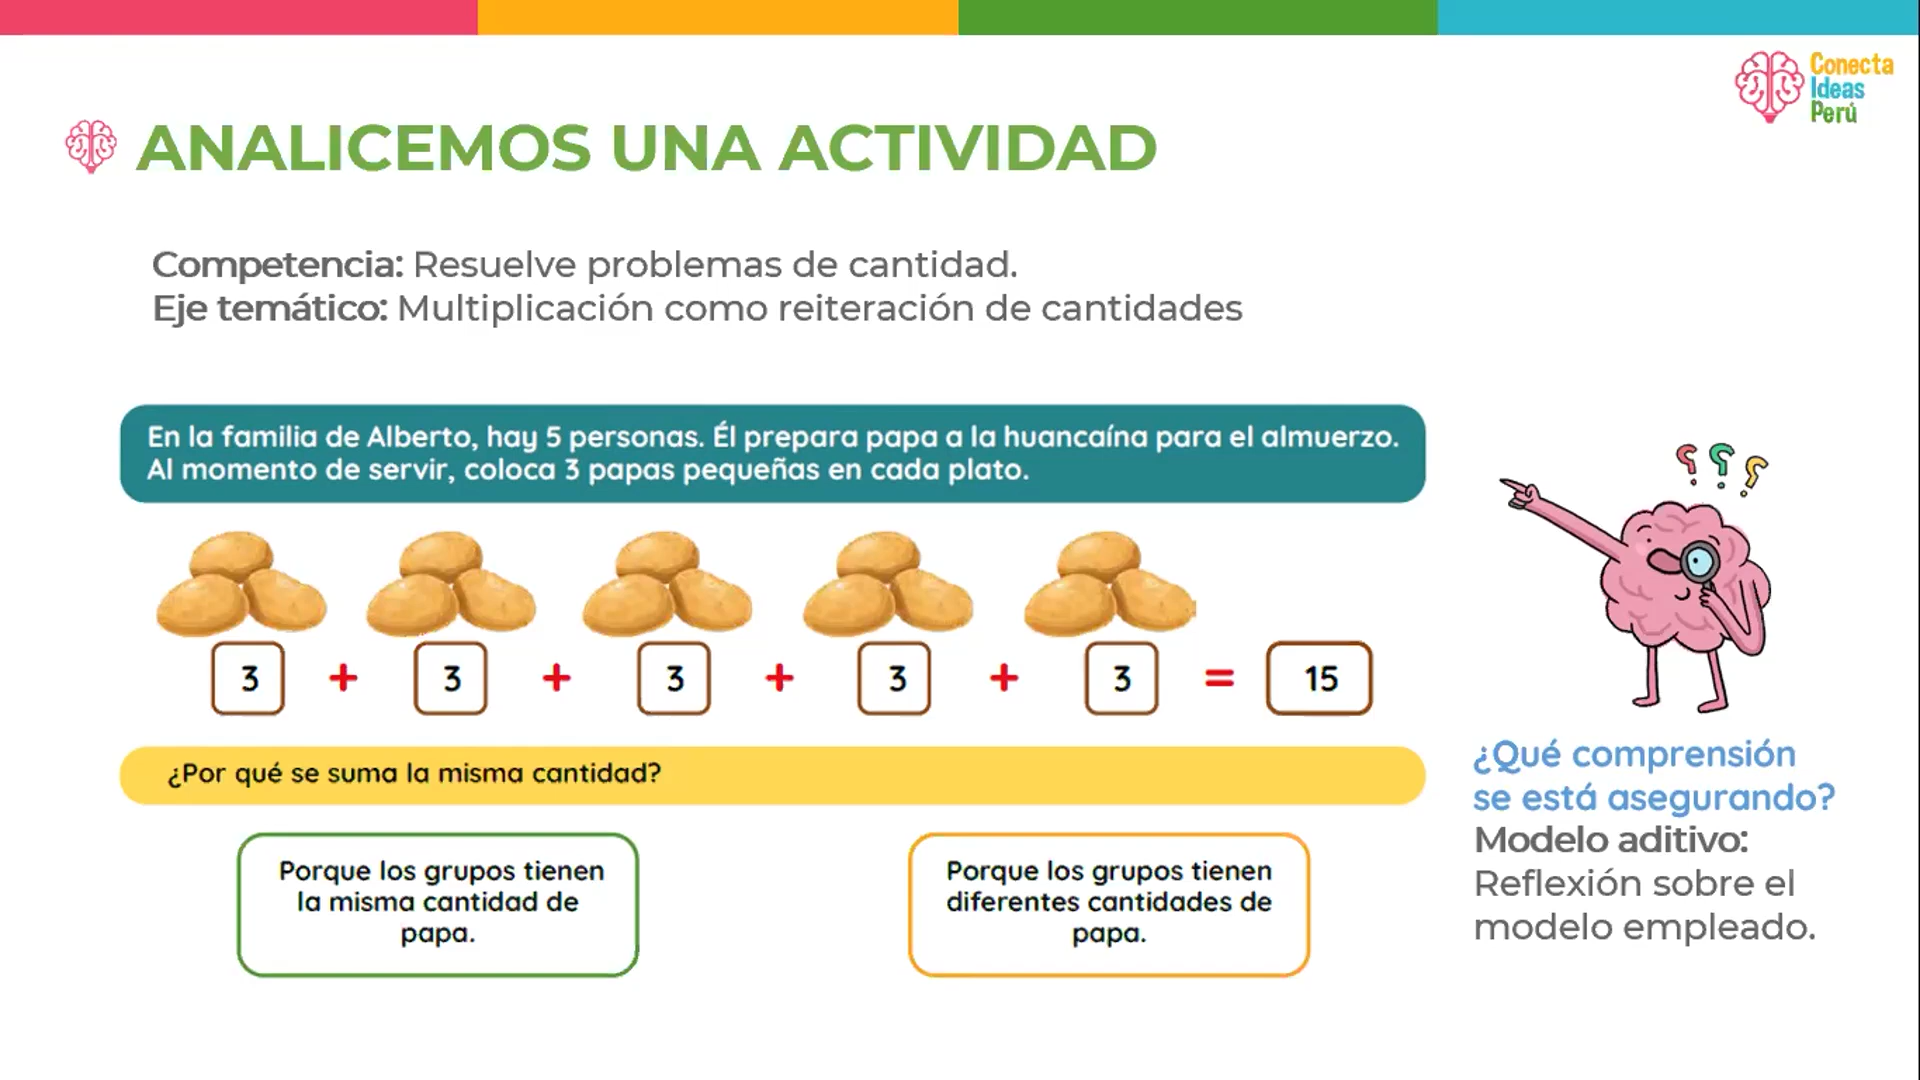 Conecta
Ideas
Perú
ANALICEMOS UNA ACTIVIDAD
Competencia: Resuelve problemas de cantidad.
Eje temático: Multiplicación como reiteración de cantidades
En la familia de Alberto, hay 5 personas. Él prepara papa a la huancaína para el almuerzo.
Al momento de servir, coloca 3 papas pequeñas en cada plato.
3 + 3 + 3 + 3 + 3 = 15
¿Por qué se suma la misma cantidad?
Porque los grupos tienen
la misma cantidad de
papa.
Porque los grupos tienen
diferentes cantidades de
papa.
???
¿Qué comprensión
se está asegurando?
Modelo aditivo:
Reflexión sobre el
modelo empleado.